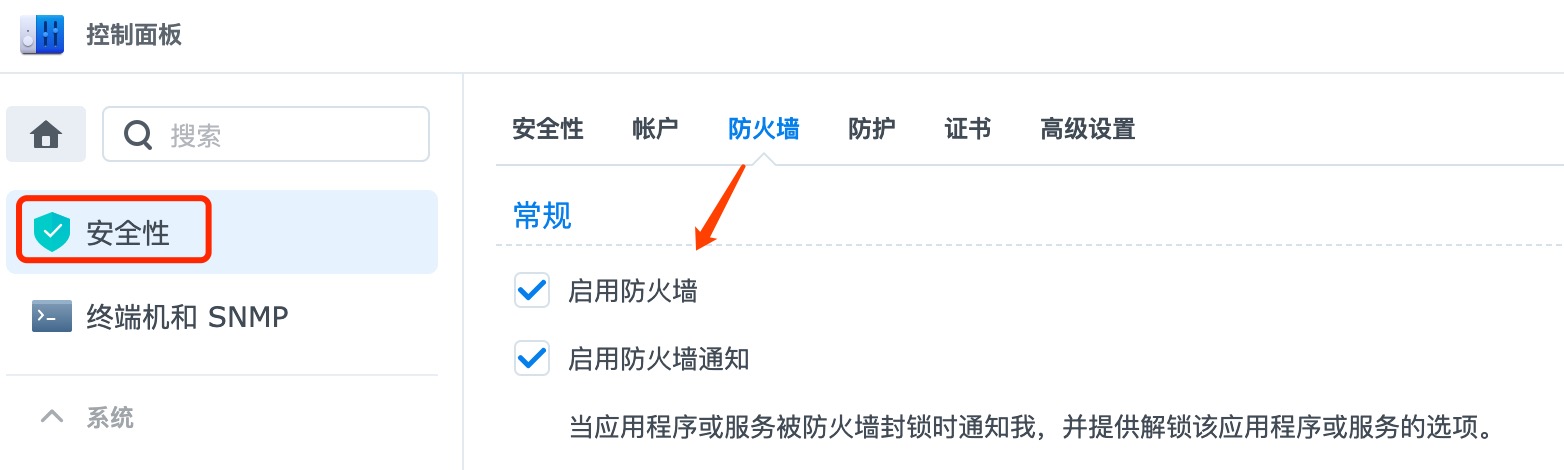 控制面板
搜索
安全性
终端机和 SNMP
系统
安全性 帐户 防火墙 防护 证书 高级设置
常规
启用防火墙
启用防火墙通知
当应用程序或服务被防火墙封锁时通知我，并提供解锁该应用程序或服务的选项。